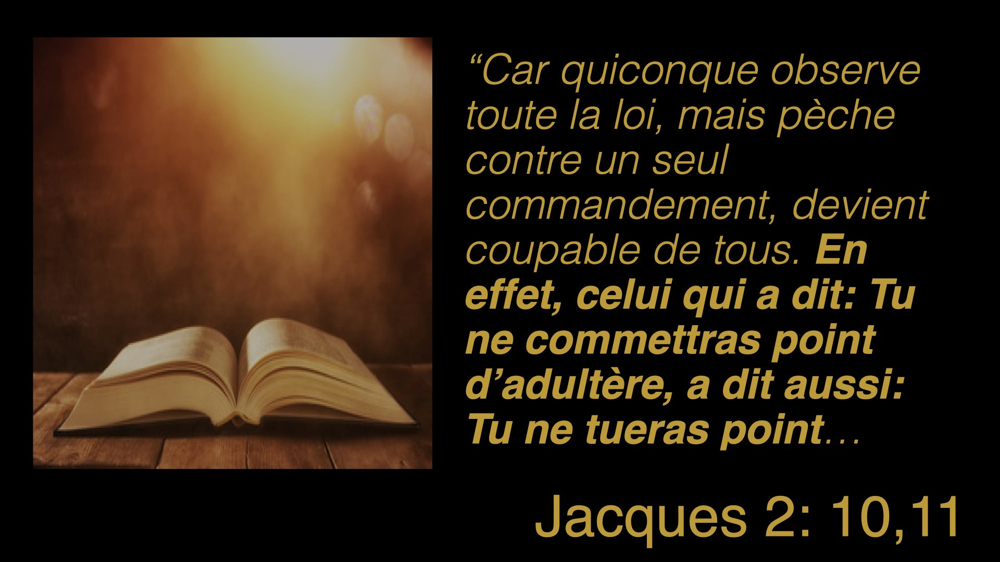 “Car quiconque observe
toute la loi, mais pèche
contre un seul
commandement, devient
coupable de tous. En
effet, celui qui a dit: Tu
ne commettras point
d’adultère, a dit aussi:
Tu ne tueras point…
Jacques 2: 10,11